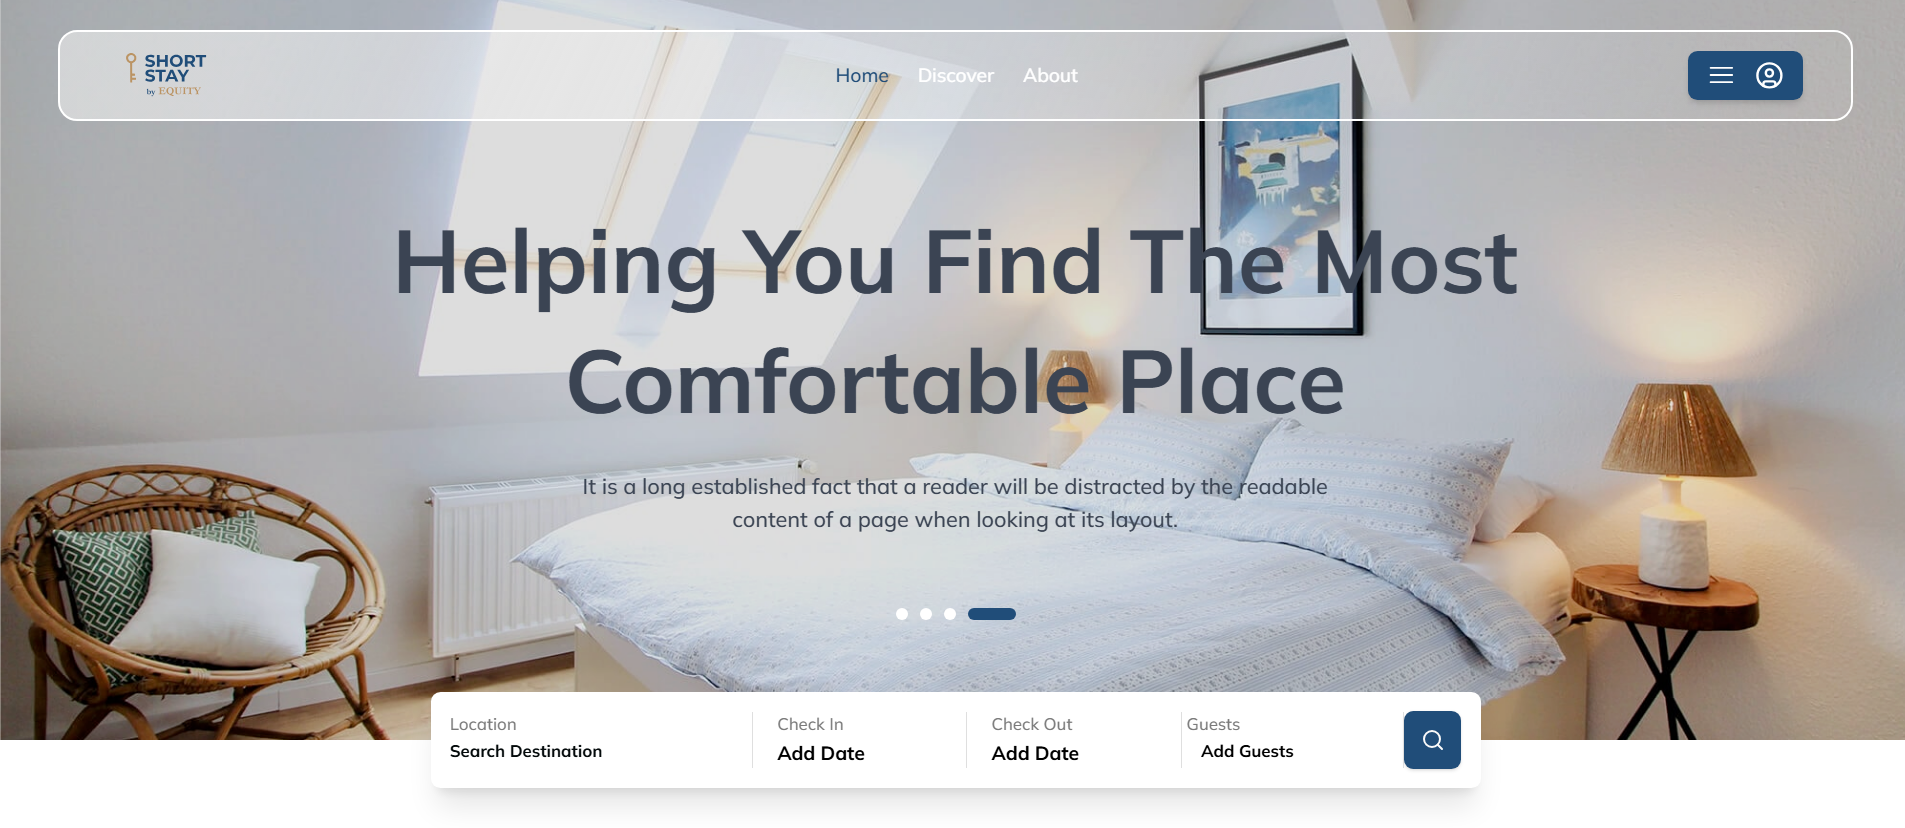 SHORT
STAY
by EQUITY
Home Discover About
Helping You Find The Most
Comfortable Place
It is a long established fact that a reader will be distracted by the readable
content of a page when looking at its layout.
Location
Search Destination
Check In
Add Date
Check Out
Add Date
Guests
Add Guests